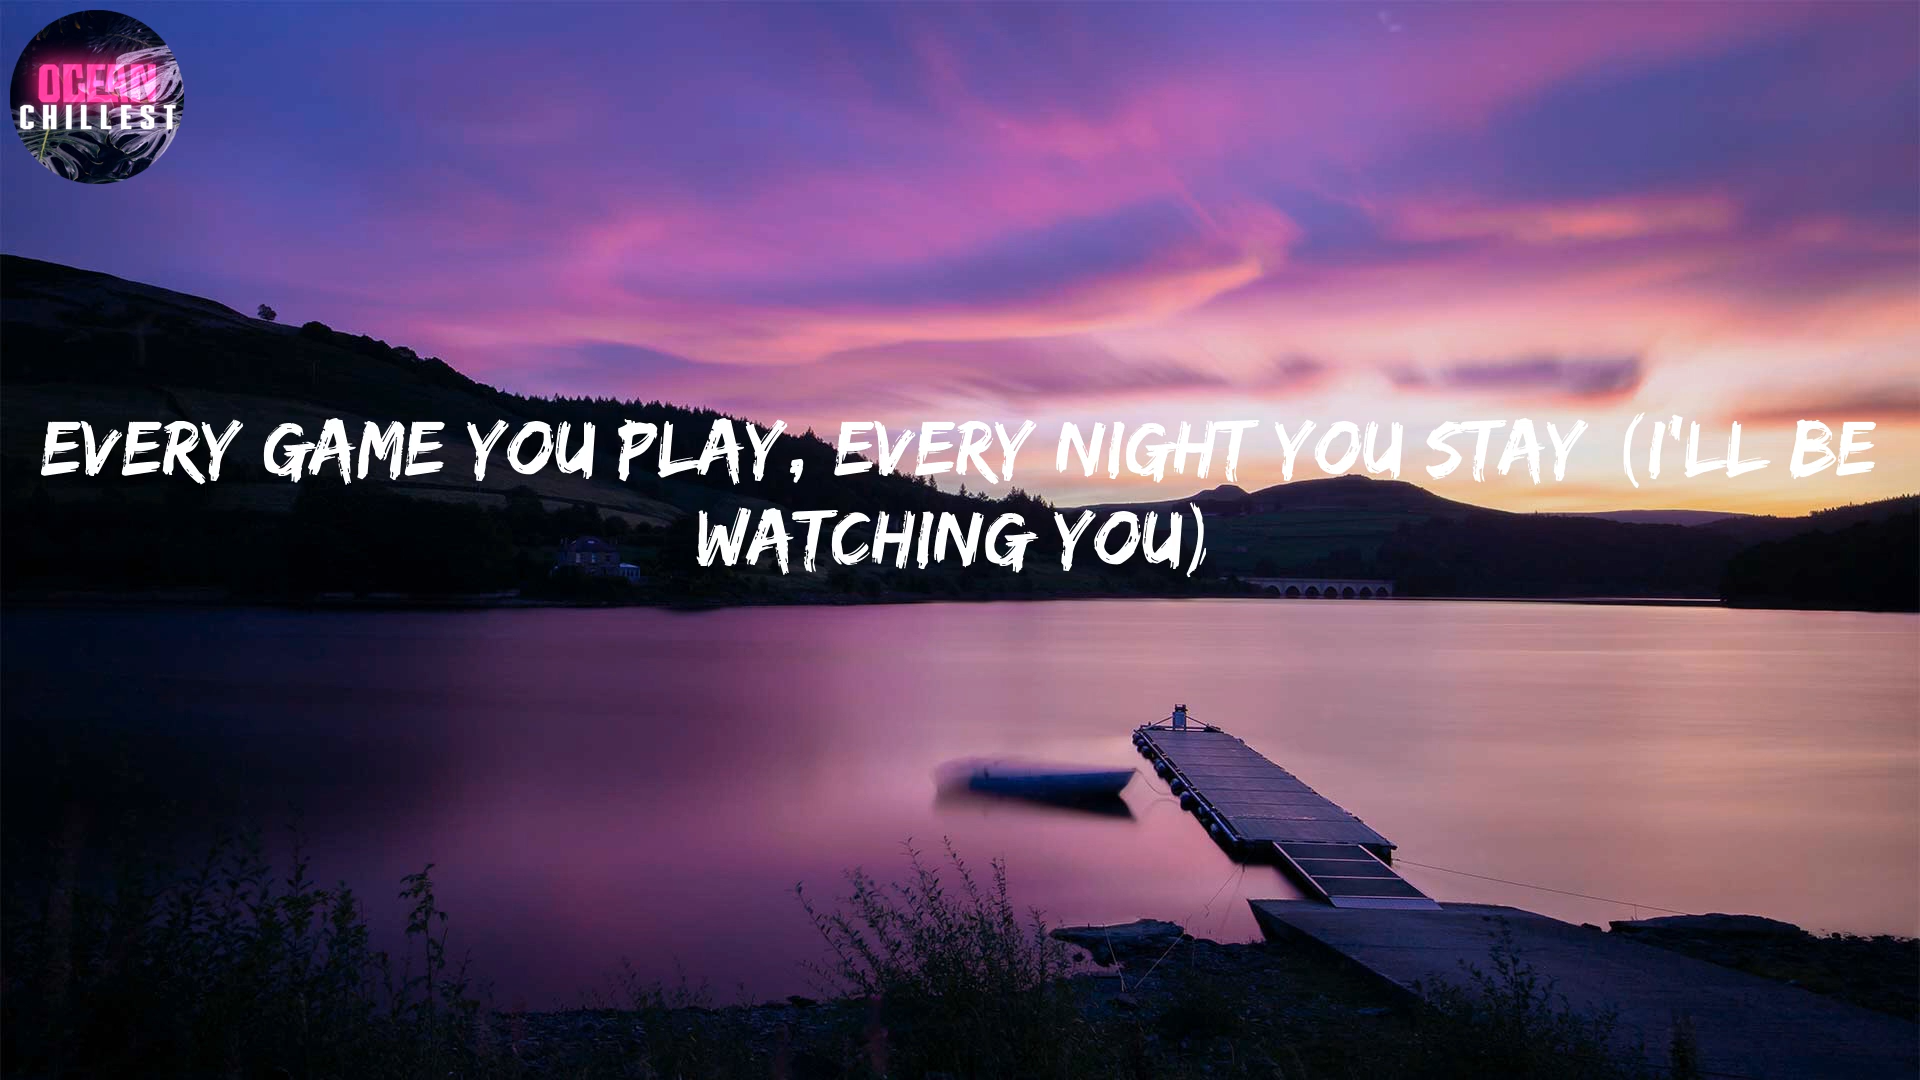 OCEAN
CHILLEST
EVERY GAME YOU PLAY, EVERY NIGHT YOU STAY (I'LL BE
WATCHING YOU)